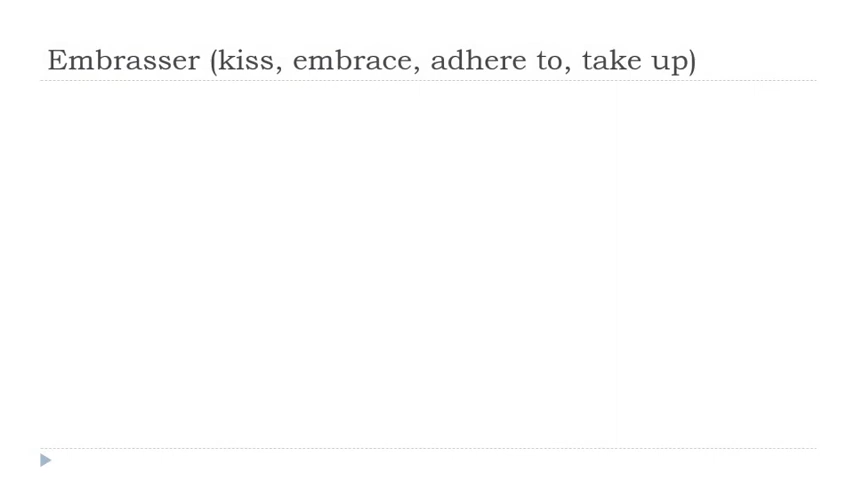 Embrasser (kiss, embrace, adhere to, take up)